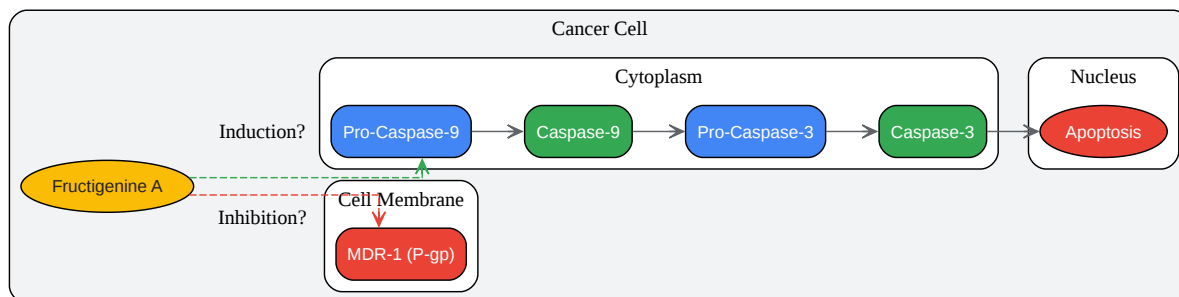 Cancer Cell
Cytoplasm
Nucleus
Induction?
Pro-Caspase-9
Caspase-9
Pro-Caspase-3
Caspase-3
Apoptosis
Fructigenine A
Cell Membrane
Inhibition?
MDR-1 (P-gp)